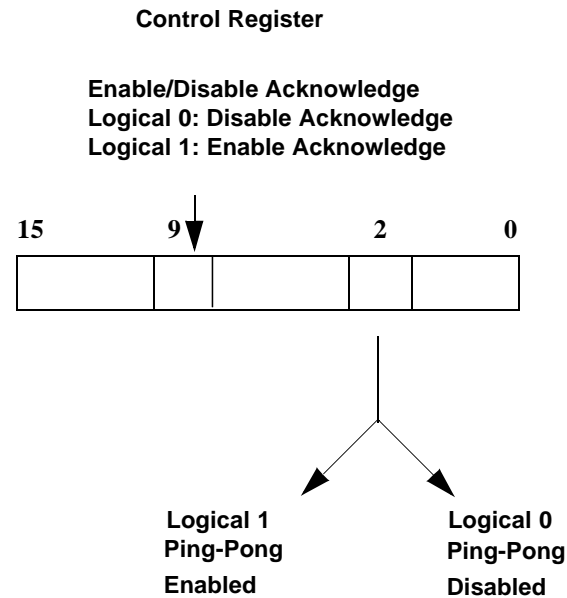 Control Register
Enable/Disable Acknowledge
Logical 0: Disable Acknowledge
Logical 1: Enable Acknowledge
15 9 2 0
Logical 1 Logical 0
Ping-Pong Ping-Pong
Enabled Disabled